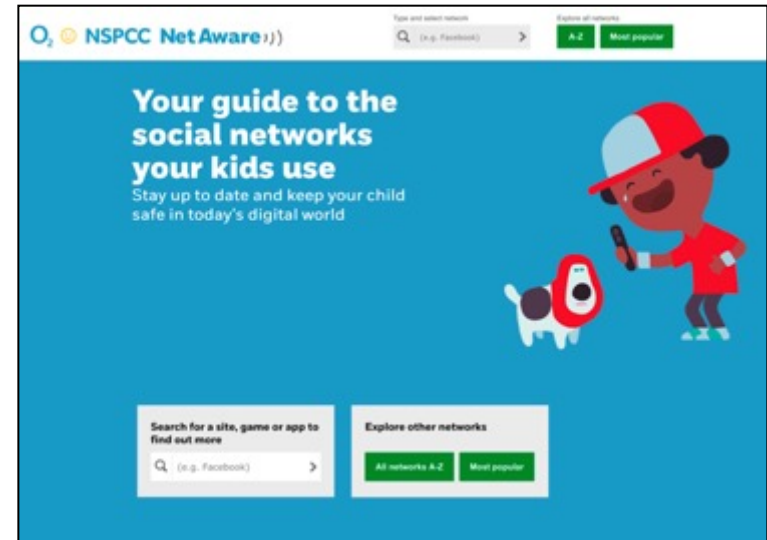 O2 NSPCC Net Aware
Type and select network
(e.g. Facebook)
Explore all networks
A-Z
Most popular
Your guide to the
social networks
your kids use
Stay up to date and keep your child
safe in today's digital world
Search for a site, game or app to
find out more
(e.g. Facebook)
Explore other networks
All networks A-Z
Most popular